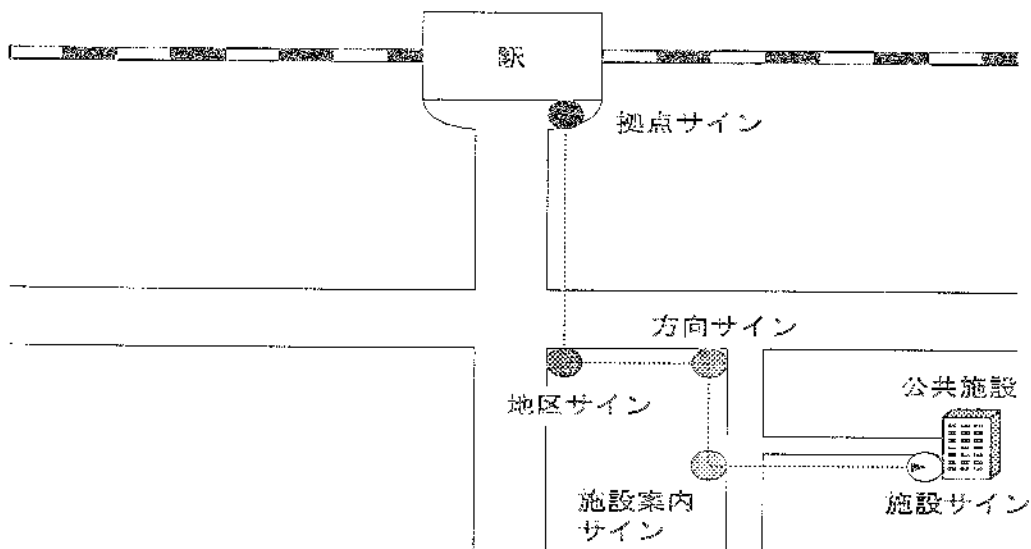 駅
拠点サイン
方向サイン
地区サイン
公共施設
施設案内
サイン
施設サイン